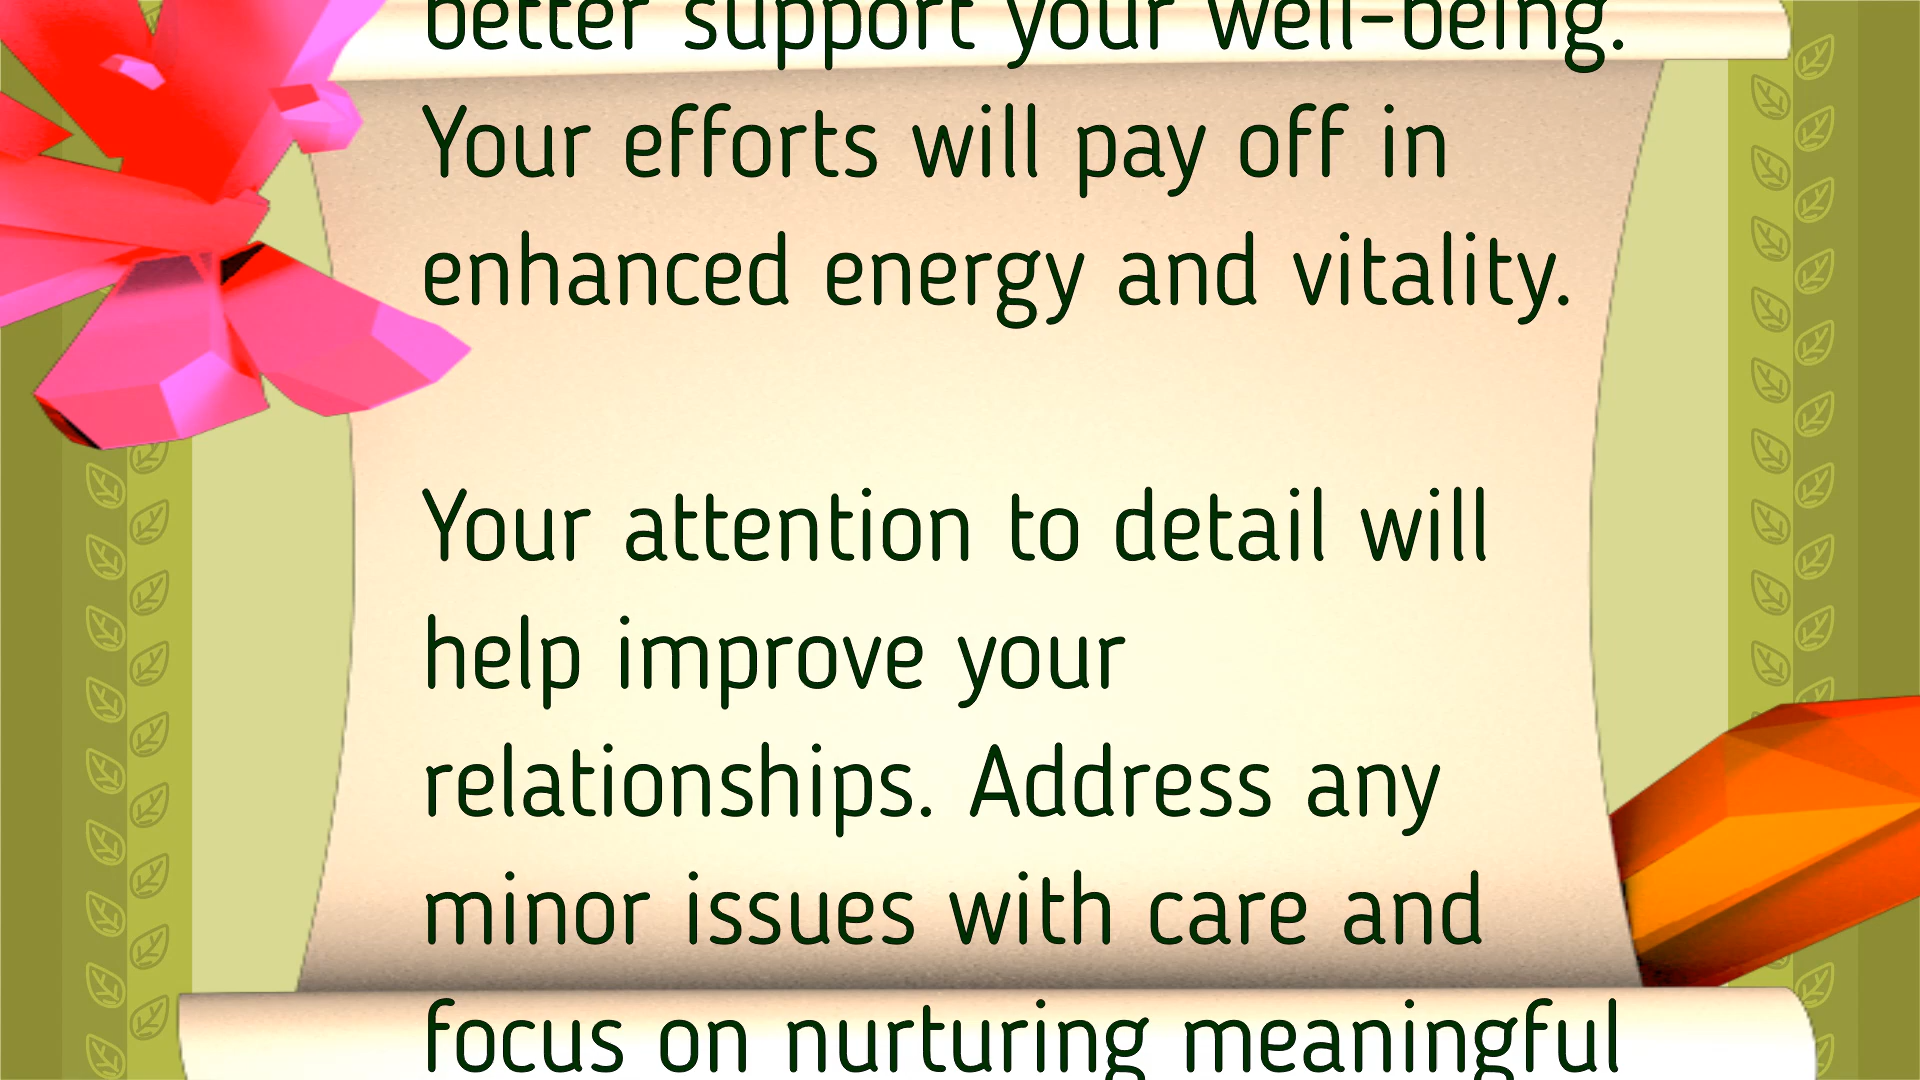 better support your well-being.
Your efforts will pay off in
enhanced energy and vitality.
Your attention to detail will
help improve your
relationships. Address any
minor issues with care and
focus on nurturing meaningful